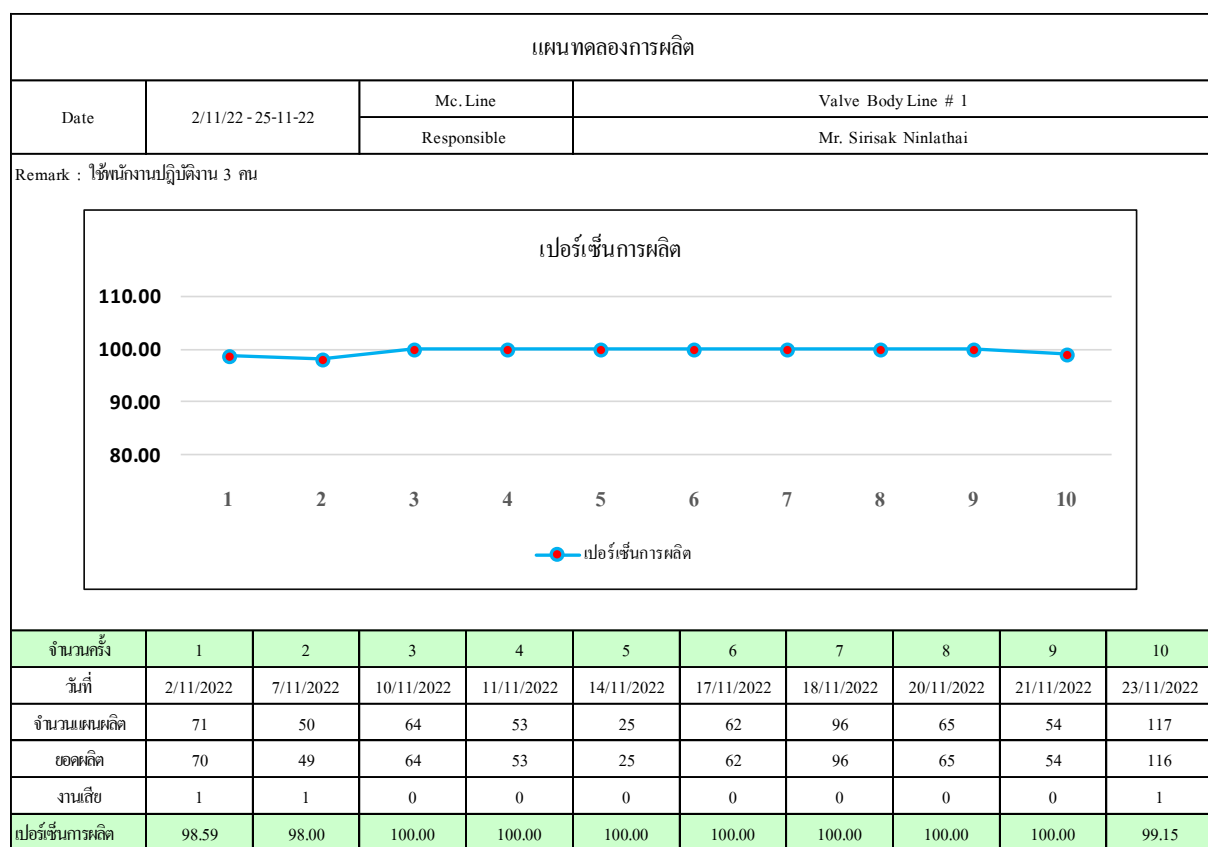 แผนทดลองการผลิต
Date 2/11/22 - 25-11-22 Mc. Line Valve Body Line # 1
Responsible Mr. Sirisak Ninlathai
Remark : ใช้พนักงานปฎิบัติงาน 3 คน
เปอร์เซ็นการผลิต
110.00
100.00
90.00
80.00
1 2 3 4 5 6 7 8 9 10
เปอร์เซ็นการผลิต
จำนวนครั้ง 1 2 3 4 5 6 7 8 9 10
วันที่ 2/11/2022 7/11/2022 10/11/2022 11/11/2022 14/11/2022 17/11/2022 18/11/2022 20/11/2022 21/11/2022 23/11/2022
จำนวนแผนผลิต 71 50 64 53 25 62 96 65 54 117
ยอดผลิต 70 49 64 53 25 62 96 65 54 116
งานเสีย 1 1 0 0 0 0 0 0 0 1
เปอร์เซ็นการผลิต 98.59 98.00 100.00 100.00 100.00 100.00 100.00 100.00 100.00 99.15